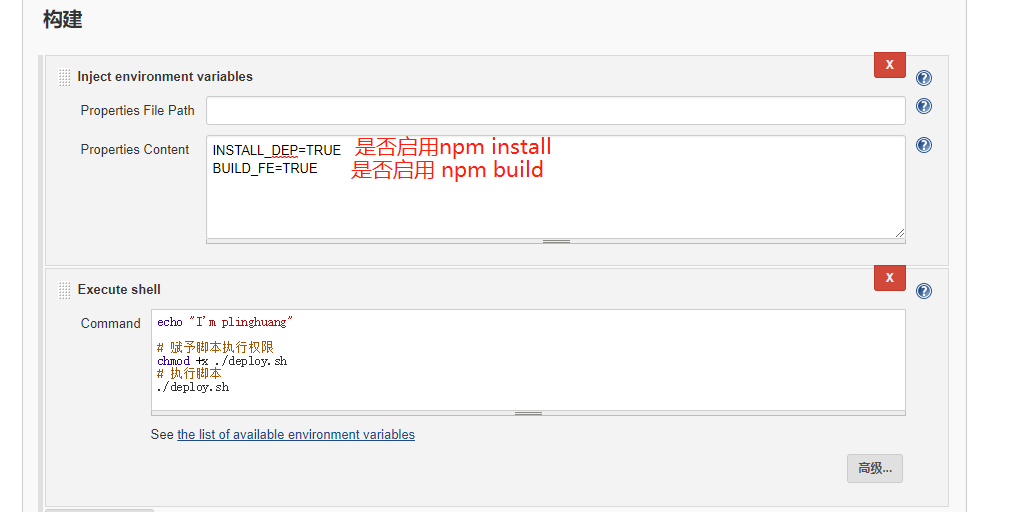 构建
X
Inject environment variables
?
Properties File Path
?
Properties Content
?
INSTALL_DEP=TRUE 是否启用npm install
BUILD_FE=TRUE 是否启用 npm build
X
Execute shell
?
Command
echo "I'm plinghuang"
# 赋予脚本执行权限
chmod +x ./deploy.sh
# 执行脚本
./deploy.sh
See the list of available environment variables
高级...